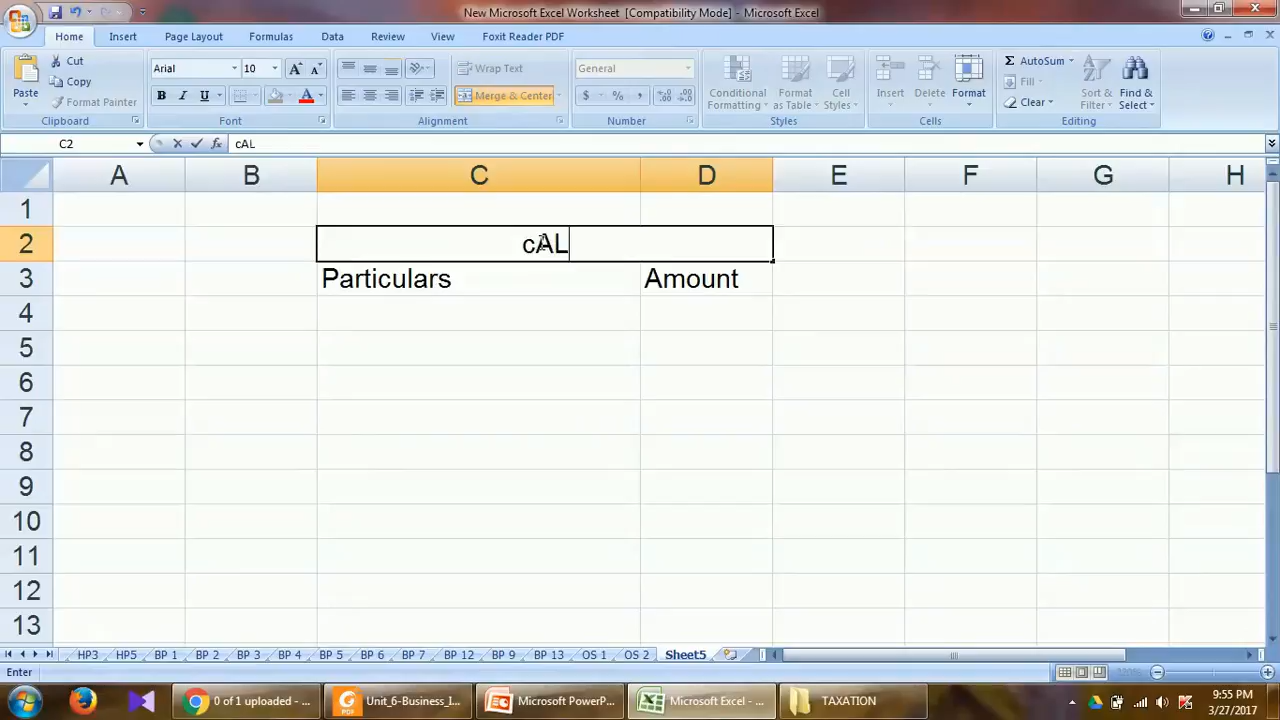 New Microsoft Excel Worksheet [Compatibility Mode] - Microsoft Excel
Home Insert Page Layout Formulas Data Review View Foxit Reader PDF
Paste
Cut
Copy
Format Painter
Clipboard
Arial 10 A A
B I U A
Font
Wrap Text
Merge & Center
Alignment
General
$ % ,
Number
Conditional Formatting
Format as Table
Cell Styles
Styles
Insert Delete Format
Cells
Σ AutoSum
Fill
Clear
Sort & Filter
Find & Select
Editing
C2 fx cAL
A B C D E F G H
1
2 cAL
3 Particulars Amount
4
5
6
7
8
9
10
11
12
13
HP3 HP5 BP 1 BP 2 BP 3 BP 4 BP 5 BP 6 BP 7 BP 12 BP 9 BP 13 OS 1 OS 2 Sheet5
Enter
0 of 1 uploaded - ... Unit_6-Business_I... Microsoft PowerP... Microsoft Excel - ... TAXATION
9:55 PM
3/27/2017